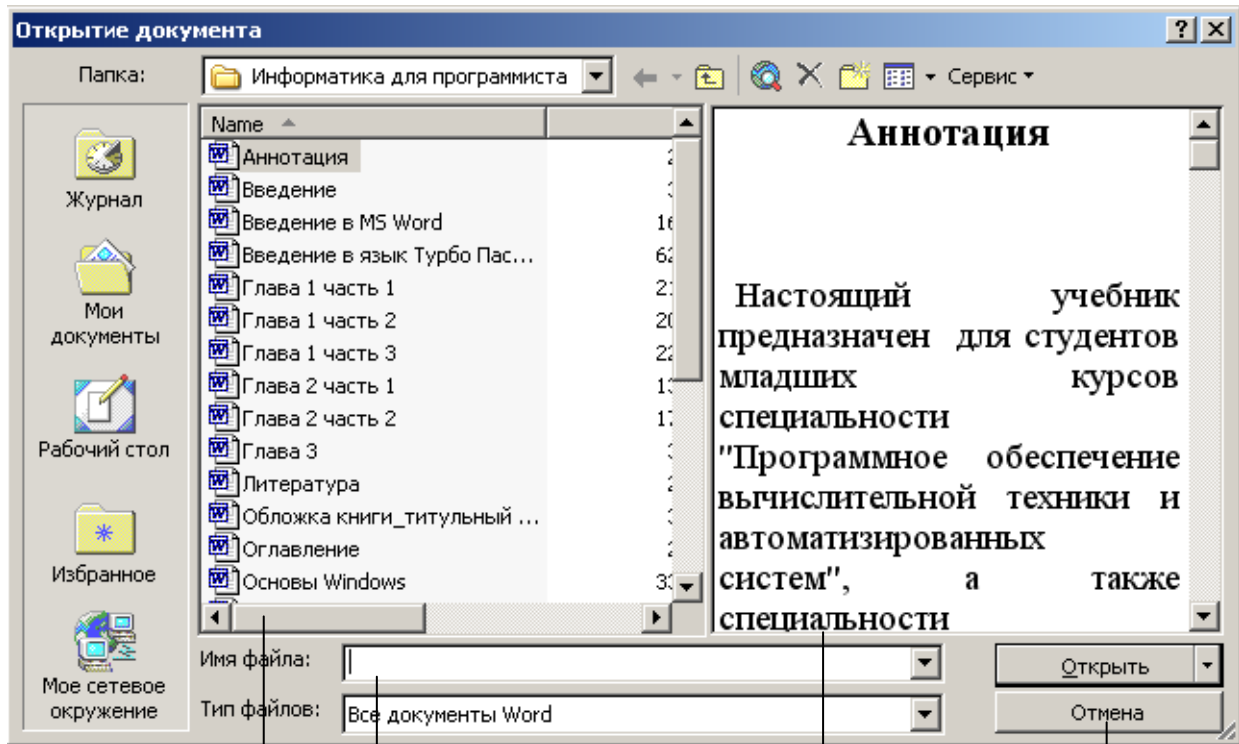 Открытие документа
Папка:
Информатика для программиста
Сервис
Журнал
Мои
документы
Рабочий стол
Избранное
Мое сетевое
окружение
Name
Аннотация
Введение
Введение в MS Word
Введение в язык Турбо Пас...
Глава 1 часть 1
Глава 1 часть 2
Глава 1 часть 3
Глава 2 часть 1
Глава 2 часть 2
Глава 3
Литература
Обложка книги_титульный ...
Оглавление
Основы Windows
Аннотация
Настоящий учебник
предназначен для студентов
младших курсов
специальности
"Программное обеспечение
вычислительной техники и
автоматизированных
систем", а также
специальности
Имя файла:
Открыть
Тип файлов:
Все документы Word
Отмена